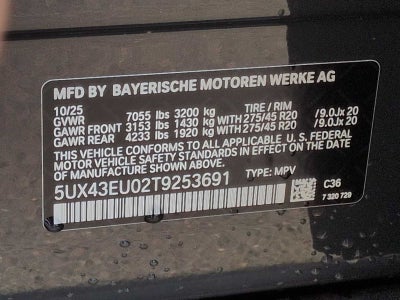 MFD BY BAYERISCHE MOTOREN WERKE AG
10/25 TIRE / RIM
GVWR 7055 lbs 3200 kg
GAWR FRONT 3153 lbs 1430 kg WITH 275/45 R20 /9.0Jx 20
GAWR REAR 4233 lbs 1920 kg WITH 275/45 R20 /9.0Jx 20
THIS VEHICLE CONFORMS TO ALL APPLICABLE U. S. FEDERAL
MOTOR VEHICLE SAFETY STANDARDS IN EFFECT ON THE DATE
OF MANUFACTURE SHOWN ABOVE.
5UX43EU02T9253691 TYPE: MPV
C36
7 320 729